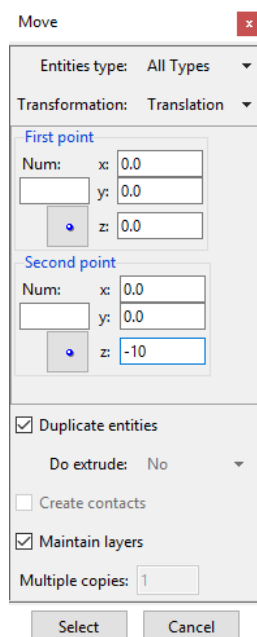 Move x
Entities type: All Types
Transformation: Translation
First point
Num: x: 0.0
y: 0.0
z: 0.0
Second point
Num: x: 0.0
y: 0.0
z: -10
Duplicate entities
Do extrude: No
Create contacts
Maintain layers
Multiple copies: 1
Select Cancel